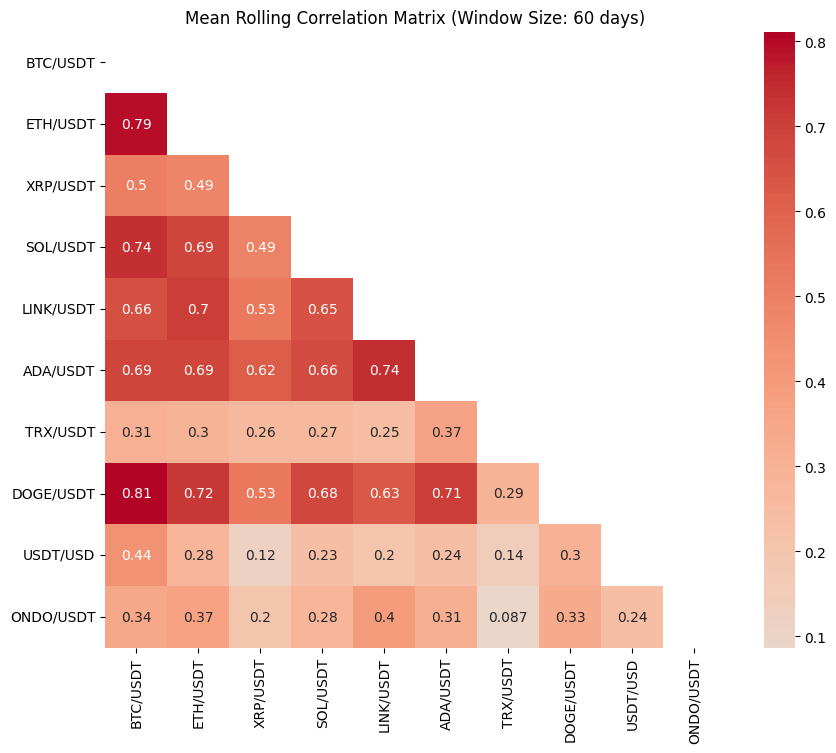 Mean Rolling Correlation Matrix (Window Size: 60 days)
BTC/USDT
ETH/USDT 0.79
XRP/USDT 0.5 0.49
SOL/USDT 0.74 0.69 0.49
LINK/USDT 0.66 0.7 0.53 0.65
ADA/USDT 0.69 0.69 0.62 0.66 0.74
TRX/USDT 0.31 0.3 0.26 0.27 0.25 0.37
DOGE/USDT 0.81 0.72 0.53 0.68 0.63 0.71 0.29
USDT/USD 0.44 0.28 0.12 0.23 0.2 0.24 0.14 0.3
ONDO/USDT 0.34 0.37 0.2 0.28 0.4 0.31 0.087 0.33 0.24
BTC/USDT ETH/USDT XRP/USDT SOL/USDT LINK/USDT ADA/USDT TRX/USDT DOGE/USDT USDT/USD ONDO/USDT
0.8
0.7
0.6
0.5
0.4
0.3
0.2
0.1